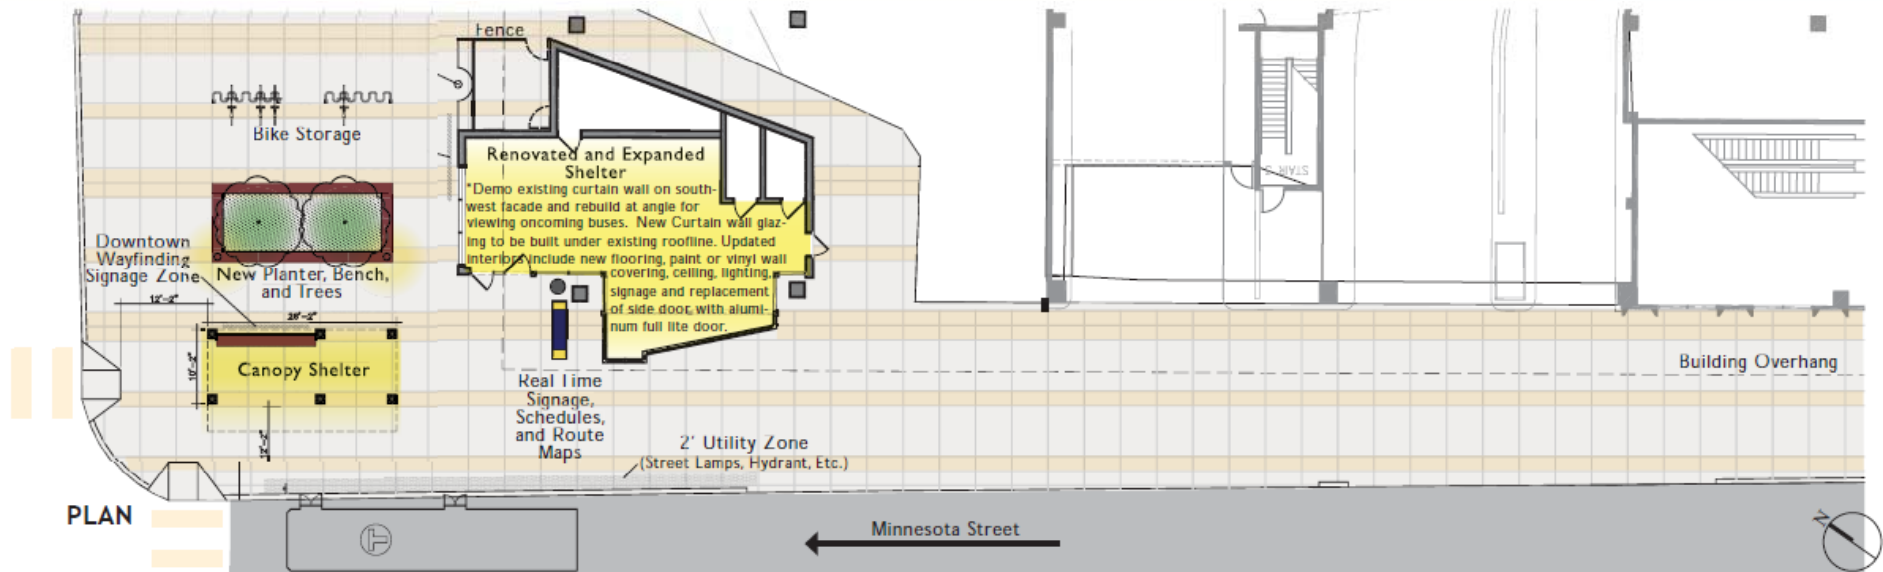 Fence
Bike Storage
Renovated and Expanded
Shelter
*Demo existing curtain wall on south-
west facade and rebuild at angle for
viewing oncoming buses. New Curtain wall glaz-
ing to be built under existing roofline. Updated
interiors include new flooring, paint or vinyl wall
covering, ceiling, lighting,
signage and replacement
of side door, with alumi-
num full lite door.
STAIR 2
Downtown
Wayfinding
Signage Zone
New Planter, Bench,
and Trees
12'-2"
26'-2"
10'-2"
Canopy Shelter
12'-2"
Real Time
Signage,
Schedules,
and Route
Maps
Building Overhang
2' Utility Zone
(Street Lamps, Hydrant, Etc.)
PLAN
T
Minnesota Street
N